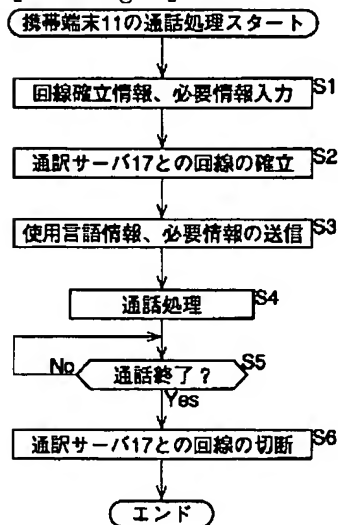 携帯端末11の通話処理スタート
回線確立情報、必要情報入力 S1
通訳サーバ17との回線の確立 S2
使用言語情報、必要情報の送信 S3
通話処理 S4
No 通話終了？ S5
Yes
通訳サーバ17との回線の切断 S6
エンド